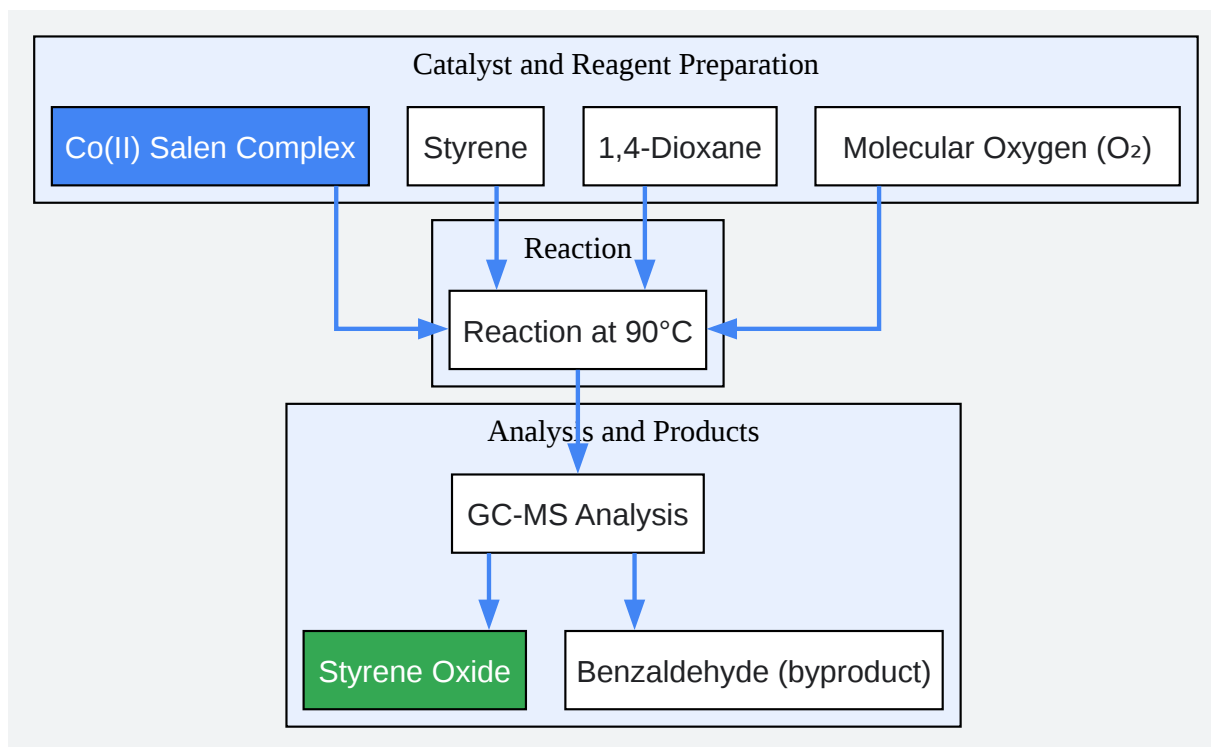 Catalyst and Reagent Preparation
Co(II) Salen Complex
Styrene
1,4-Dioxane
Molecular Oxygen (O₂)
Reaction
Reaction at 90°C
Analysis and Products
GC-MS Analysis
Styrene Oxide
Benzaldehyde (byproduct)